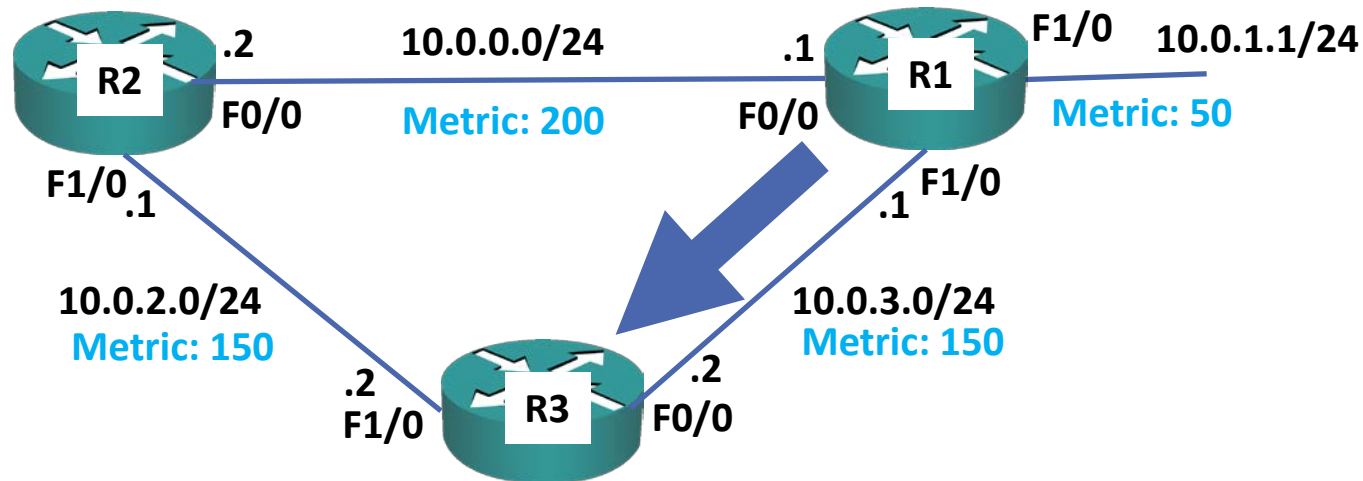 .2
10.0.0.0/24
.1
F1/0
10.0.1.1/24
R2
R1
F0/0
Metric: 200
F0/0
Metric: 50
F1/0
.1
F1/0
.1
10.0.2.0/24
Metric: 150
10.0.3.0/24
Metric: 150
.2
F1/0
R3
.2
F0/0